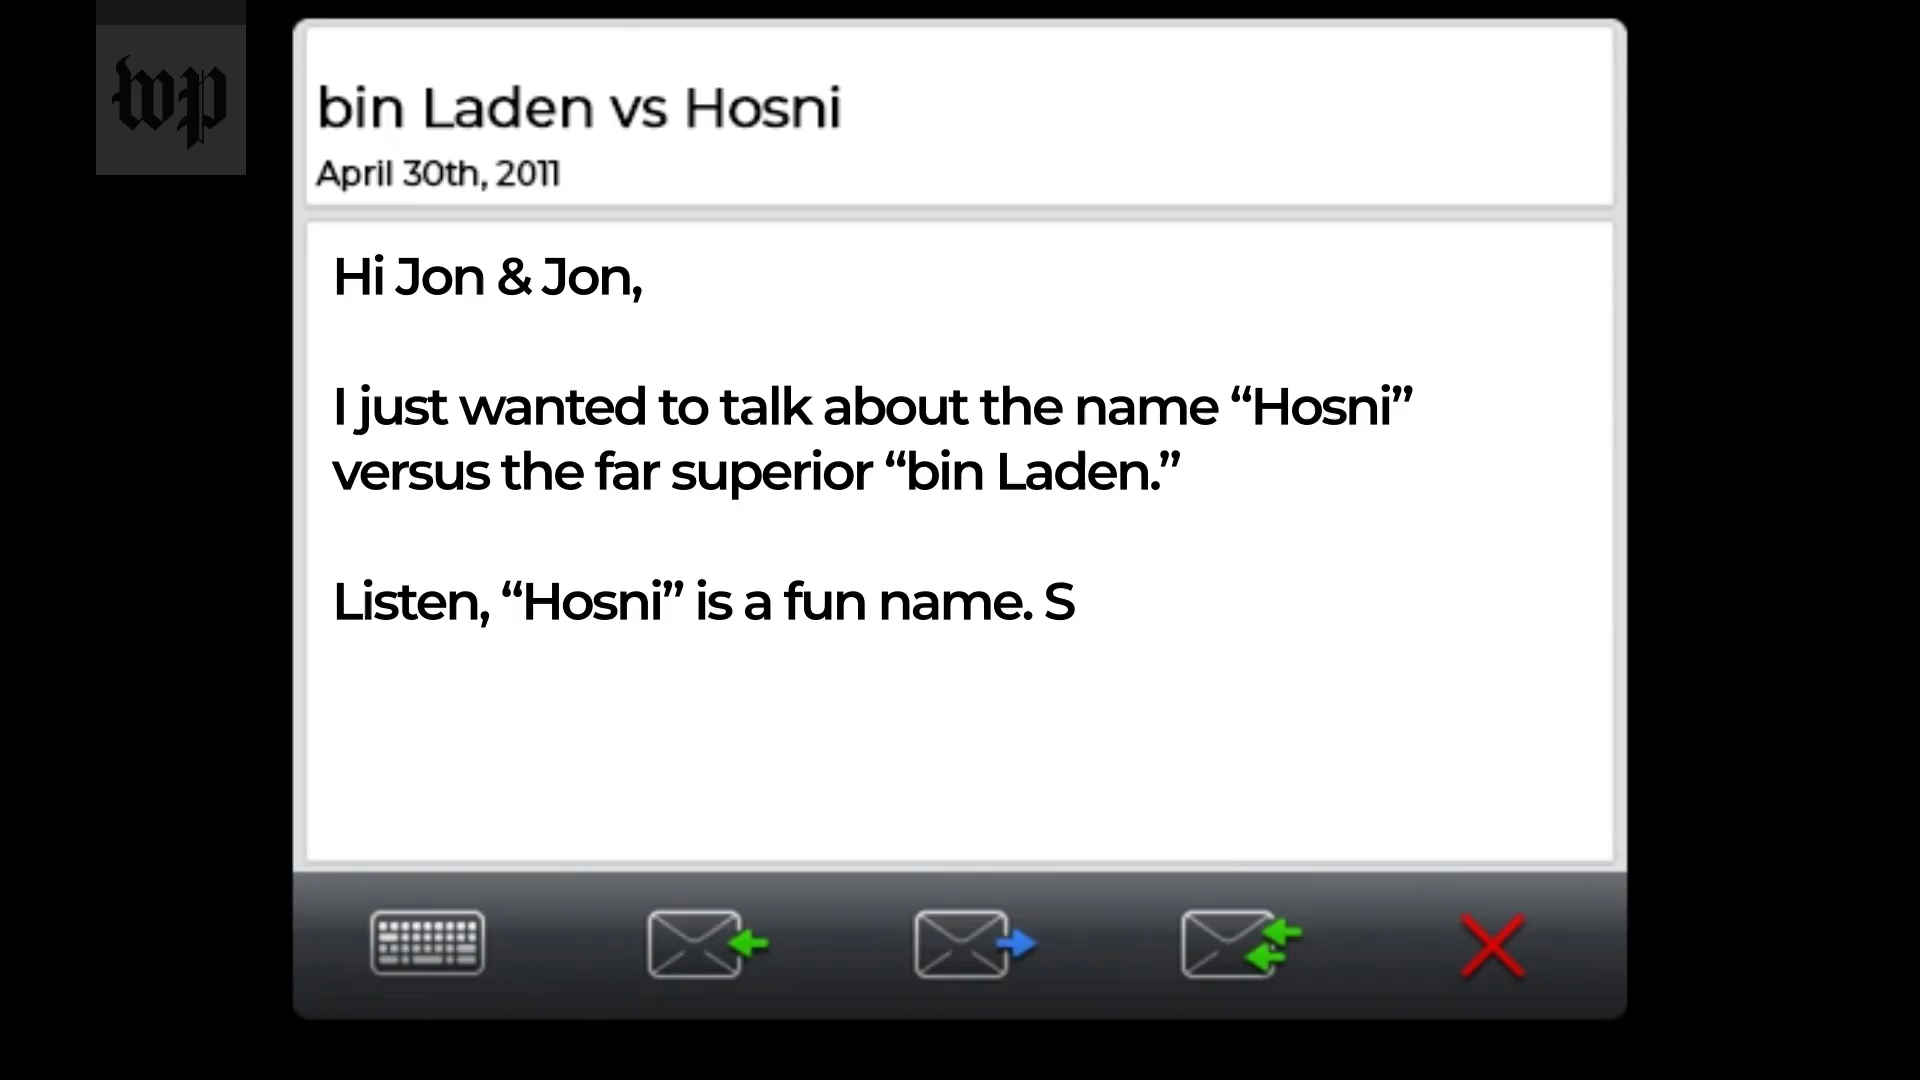 wp
bin Laden vs Hosni
April 30th, 2011
Hi Jon & Jon,
I just wanted to talk about the name “Hosni”
versus the far superior “bin Laden.”
Listen, “Hosni” is a fun name. S